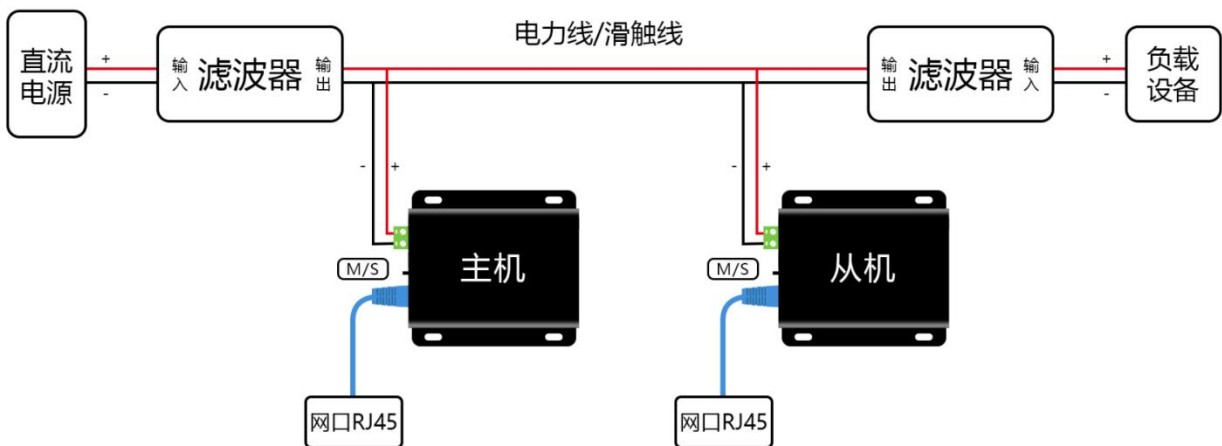 电力线/滑触线
直流
电源
+
-
输入
滤波器
输出
输出
滤波器
输入
+
-
负载
设备
-
+
-
+
M/S
主机
M/S
从机
网口RJ45
网口RJ45